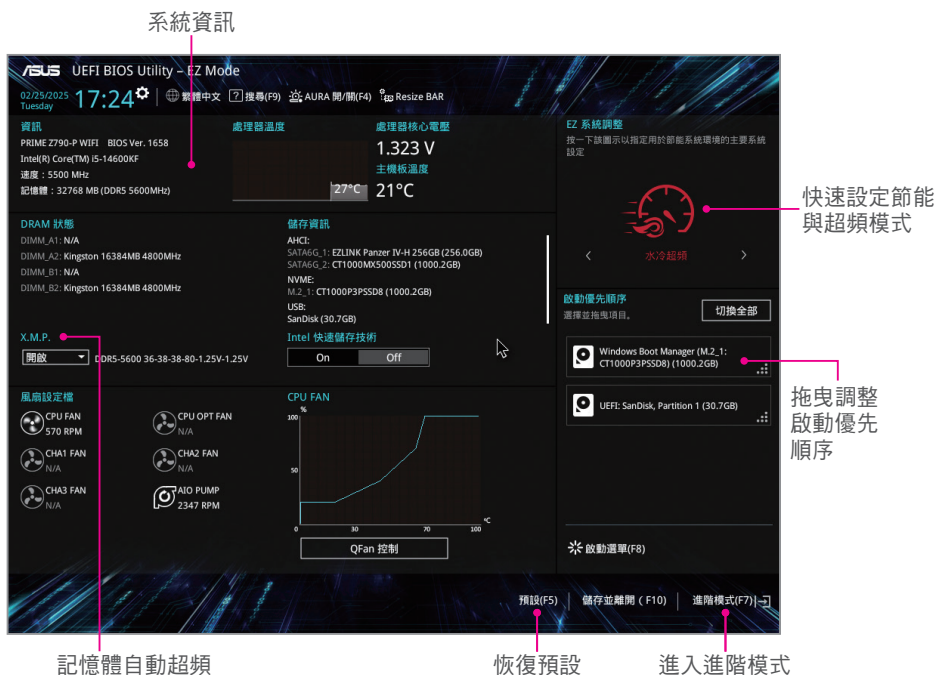 系統資訊
ASUS UEFI BIOS Utility – EZ Mode
02/25/2025
Tuesday
17:24
繁體中文
? 搜尋(F9)
AURA 開/關(F4)
Resize BAR
資訊
PRIME Z790-P WIFI BIOS Ver. 1658
Intel(R) Core(TM) i5-14600KF
速度：5500 MHz
記憶體：32768 MB (DDR5 5600MHz)
處理器溫度
27°C
處理器核心電壓
1.323 V
主機板溫度
21°C
EZ 系統調整
按一下該圖示以指定用於節能系統環境的主要系統
設定
水冷超頻
快速設定節能
與超頻模式
DRAM 狀態
DIMM_A1: N/A
DIMM_A2: Kingston 16384MB 4800MHz
DIMM_B1: N/A
DIMM_B2: Kingston 16384MB 4800MHz
儲存資訊
AHCI:
SATA6G_1: EZLINK Panzer IV-H 256GB (256.0GB)
SATA6G_2: CT1000MX500SSD1 (1000.2GB)
NVME:
M.2_1: CT1000P3PSSD8 (1000.2GB)
USB:
SanDisk (30.7GB)
啟動優先順序
選擇並拖曳項目。
切換全部
Windows Boot Manager (M.2_1:
CT1000P3PSSD8) (1000.2GB)
UEFI: SanDisk, Partition 1 (30.7GB)
拖曳調整
啟動優先
順序
X.M.P.
開啟
DDR5-5600 36-38-38-80-1.25V-1.25V
Intel 快速儲存技術
On Off
風扇設定檔
CPU FAN
570 RPM
CPU OPT FAN
N/A
CHA1 FAN
N/A
CHA2 FAN
N/A
CHA3 FAN
N/A
AIO PUMP
2347 RPM
CPU FAN
%
100
50
0 30 70 100
°C
QFan 控制
啟動選單(F8)
預設(F5)
儲存並離開（F10）
進階模式(F7)
記憶體自動超頻
恢復預設
進入進階模式